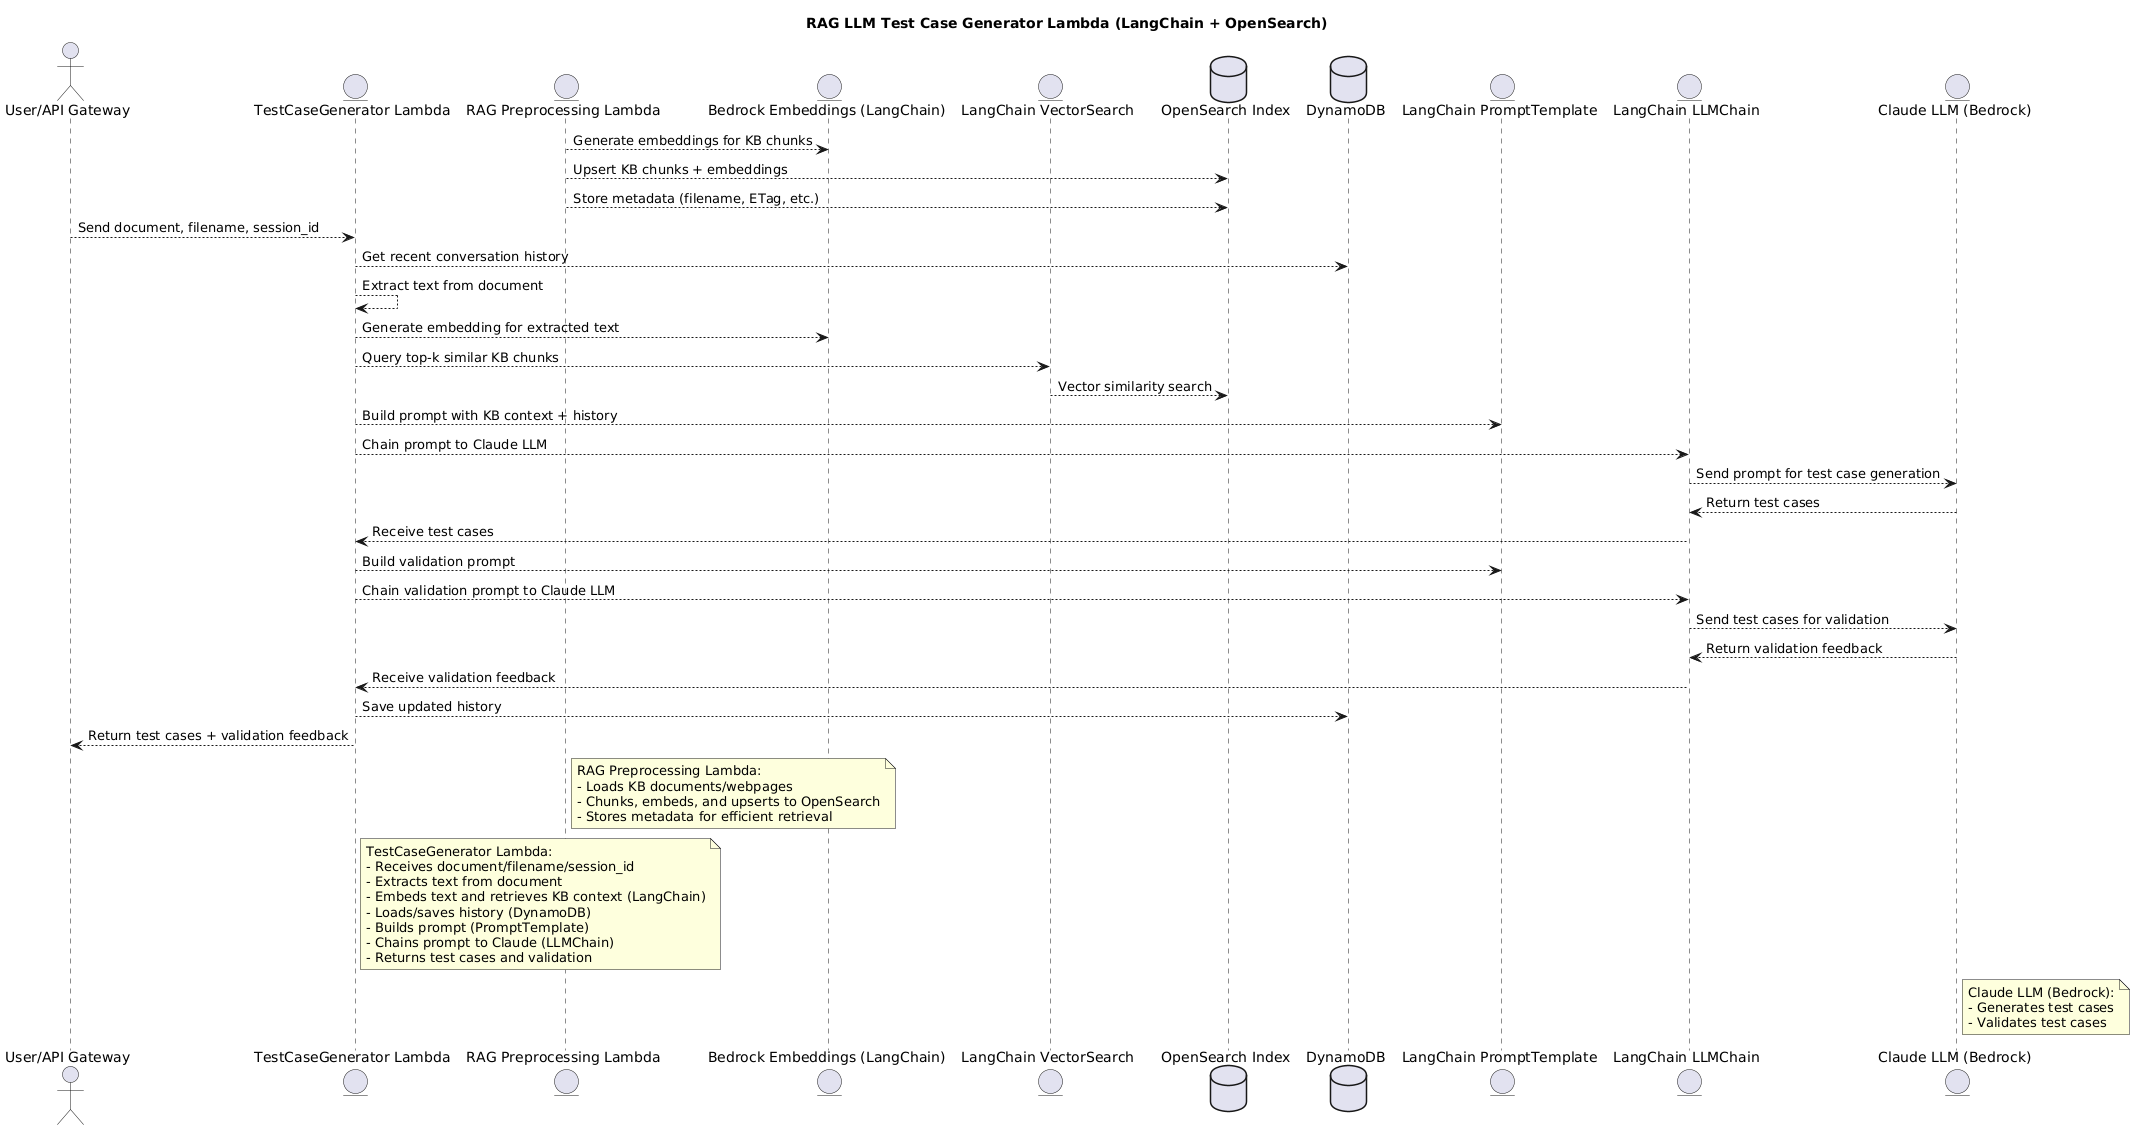 RAG LLM Test Case Generator Lambda (LangChain + OpenSearch)
User/API Gateway
TestCaseGenerator Lambda
RAG Preprocessing Lambda
Bedrock Embeddings (LangChain)
LangChain VectorSearch
OpenSearch Index
DynamoDB
LangChain PromptTemplate
LangChain LLMChain
Claude LLM (Bedrock)
Generate embeddings for KB chunks
Upsert KB chunks + embeddings
Store metadata (filename, ETag, etc.)
Send document, filename, session_id
Get recent conversation history
Extract text from document
Generate embedding for extracted text
Query top-k similar KB chunks
Vector similarity search
Build prompt with KB context + history
Chain prompt to Claude LLM
Send prompt for test case generation
Return test cases
Receive test cases
Build validation prompt
Chain validation prompt to Claude LLM
Send test cases for validation
Return validation feedback
Receive validation feedback
Save updated history
Return test cases + validation feedback
RAG Preprocessing Lambda:
- Loads KB documents/webpages
- Chunks, embeds, and upserts to OpenSearch
- Stores metadata for efficient retrieval
TestCaseGenerator Lambda:
- Receives document/filename/session_id
- Extracts text from document
- Embeds text and retrieves KB context (LangChain)
- Loads/saves history (DynamoDB)
- Builds prompt (PromptTemplate)
- Chains prompt to Claude (LLMChain)
- Returns test cases and validation
Claude LLM (Bedrock):
- Generates test cases
- Validates test cases
User/API Gateway
TestCaseGenerator Lambda
RAG Preprocessing Lambda
Bedrock Embeddings (LangChain)
LangChain VectorSearch
OpenSearch Index
DynamoDB
LangChain PromptTemplate
LangChain LLMChain
Claude LLM (Bedrock)